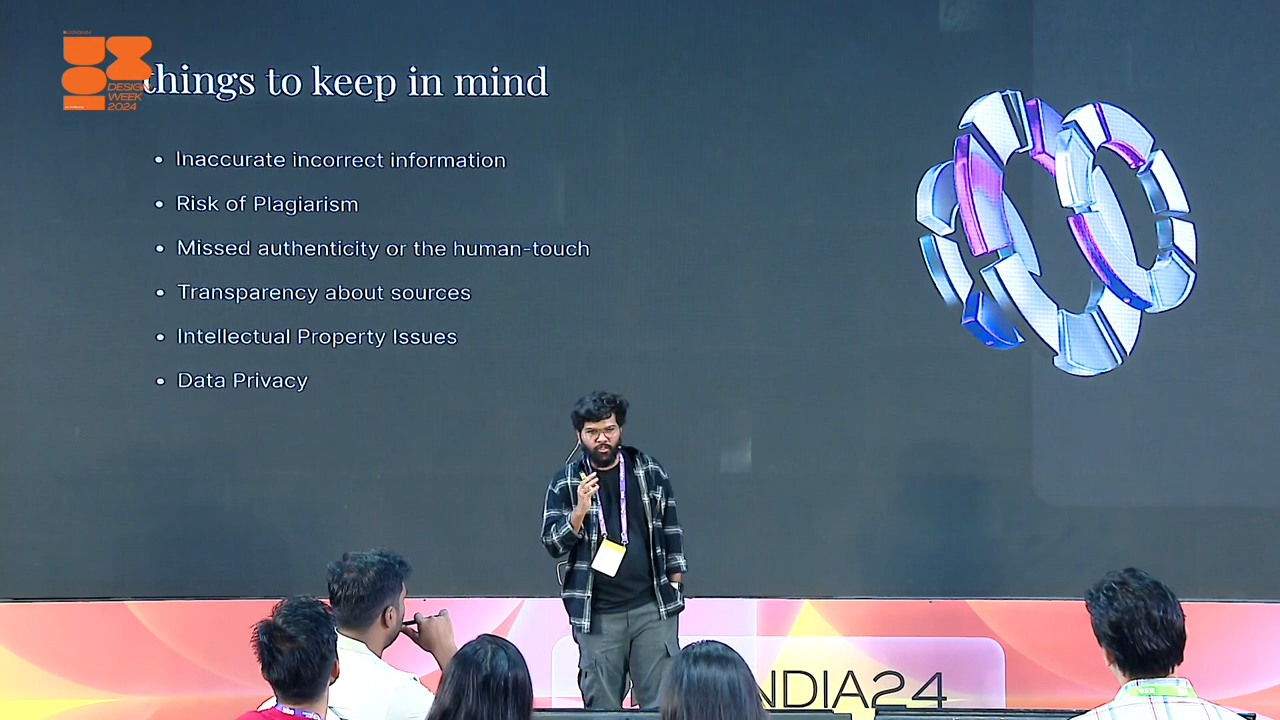 DESIGN
WEEK
2024
things to keep in mind
• Inaccurate incorrect information
• Risk of Plagiarism
• Missed authenticity or the human-touch
• Transparency about sources
• Intellectual Property Issues
• Data Privacy
NDIA24